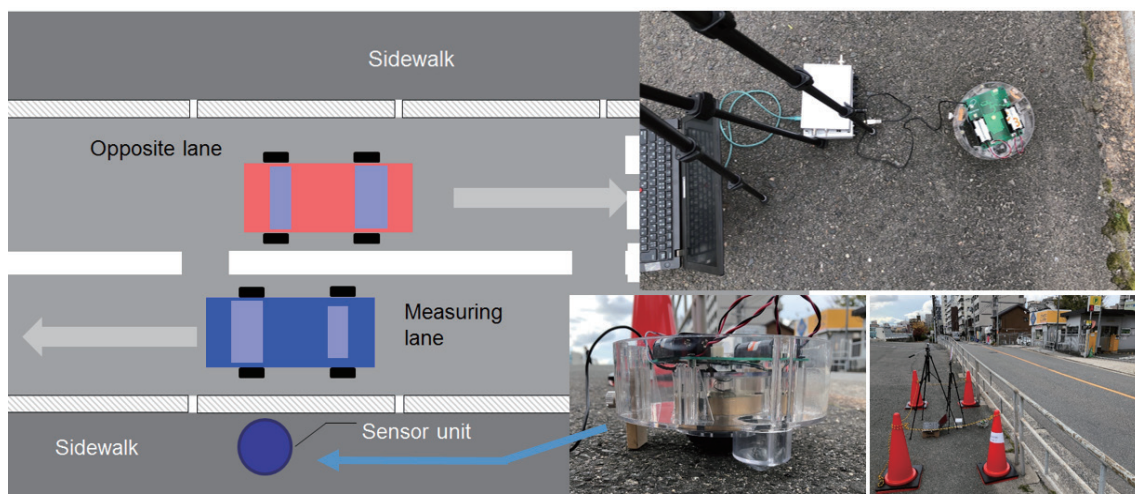 Sidewalk
Opposite lane
Measuring
lane
Sensor unit
Sidewalk